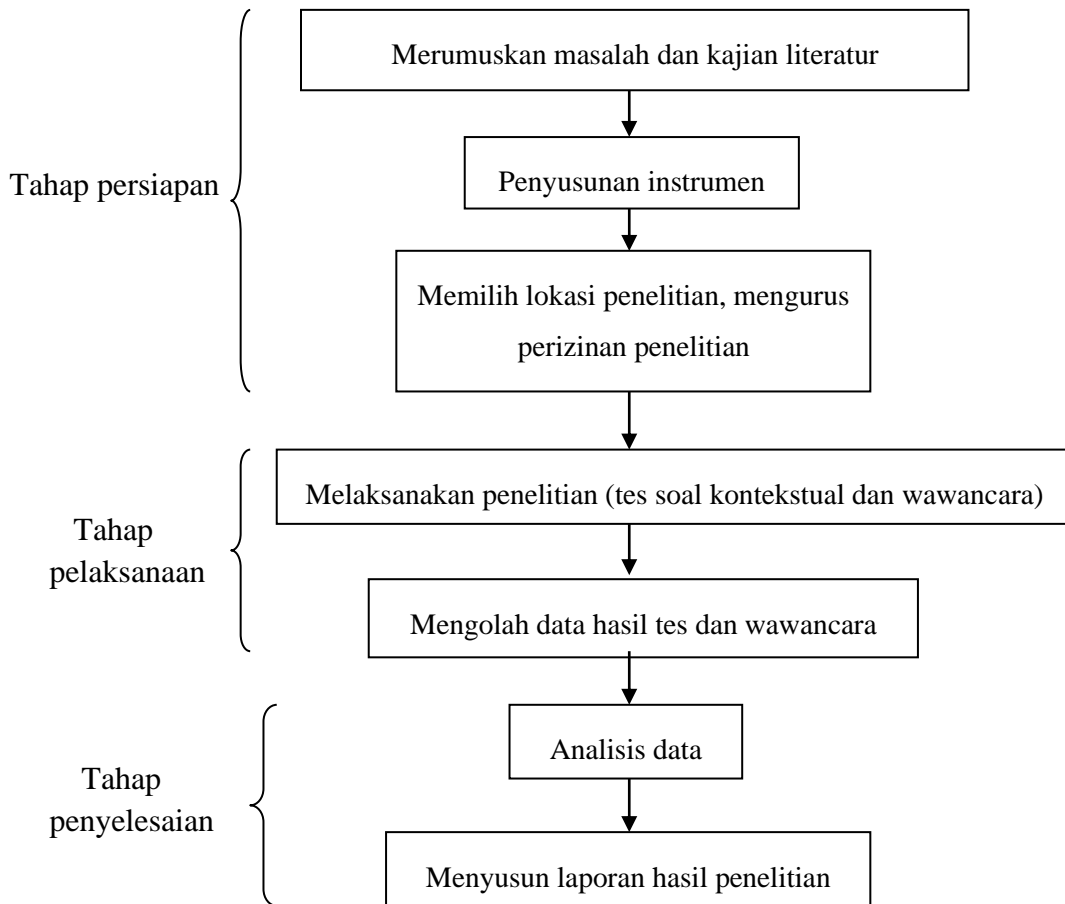 Merumuskan masalah dan kajian literatur
Tahap persiapan
Penyusunan instrumen
Memilih lokasi penelitian, mengurus
perizinan penelitian
Tahap
pelaksanaan
Melaksanakan penelitian (tes soal kontekstual dan wawancara)
Mengolah data hasil tes dan wawancara
Tahap
penyelesaian
Analisis data
Menyusun laporan hasil penelitian